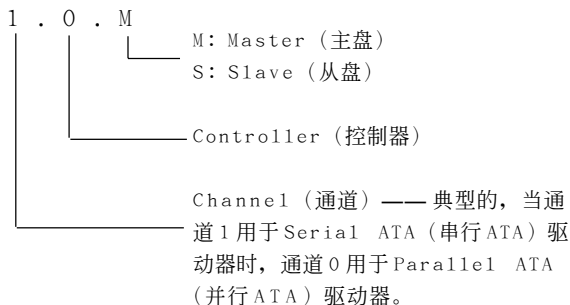 1 . 0 . M
M: Master (主盘)
S: Slave (从盘)
Controller (控制器)
Channel (通道) —— 典型的, 当通
道1用于Serial ATA (串行ATA) 驱
动器时, 通道0用于Parallel ATA
(并行ATA) 驱动器。